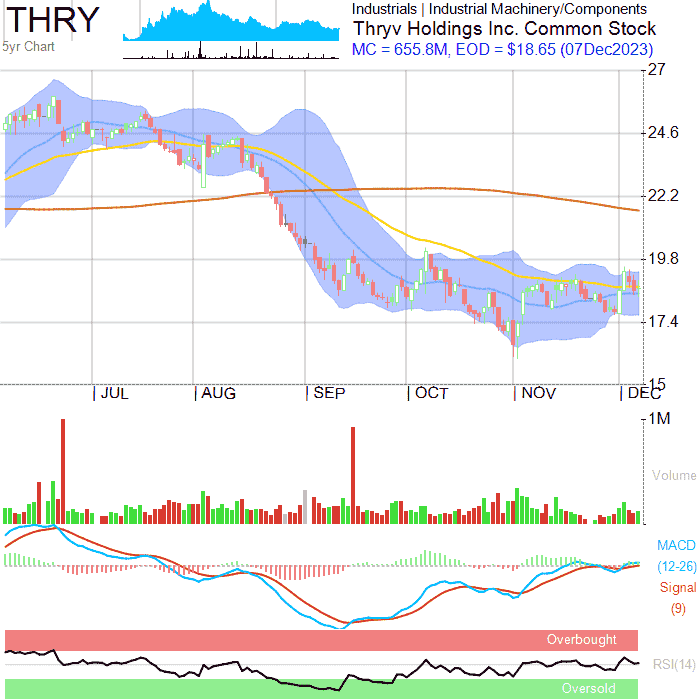 THRY
5yr Chart
Industrials | Industrial Machinery/Components
Thryv Holdings Inc. Common Stock
MC = 655.8M, EOD = $18.65 (07Dec2023)
27
24.6
22.2
19.8
17.4
15
JUL
AUG
SEP
OCT
NOV
DEC
1M
Volume
MACD
(12-26)
Signal
(9)
Overbought
RSI(14)
Oversold